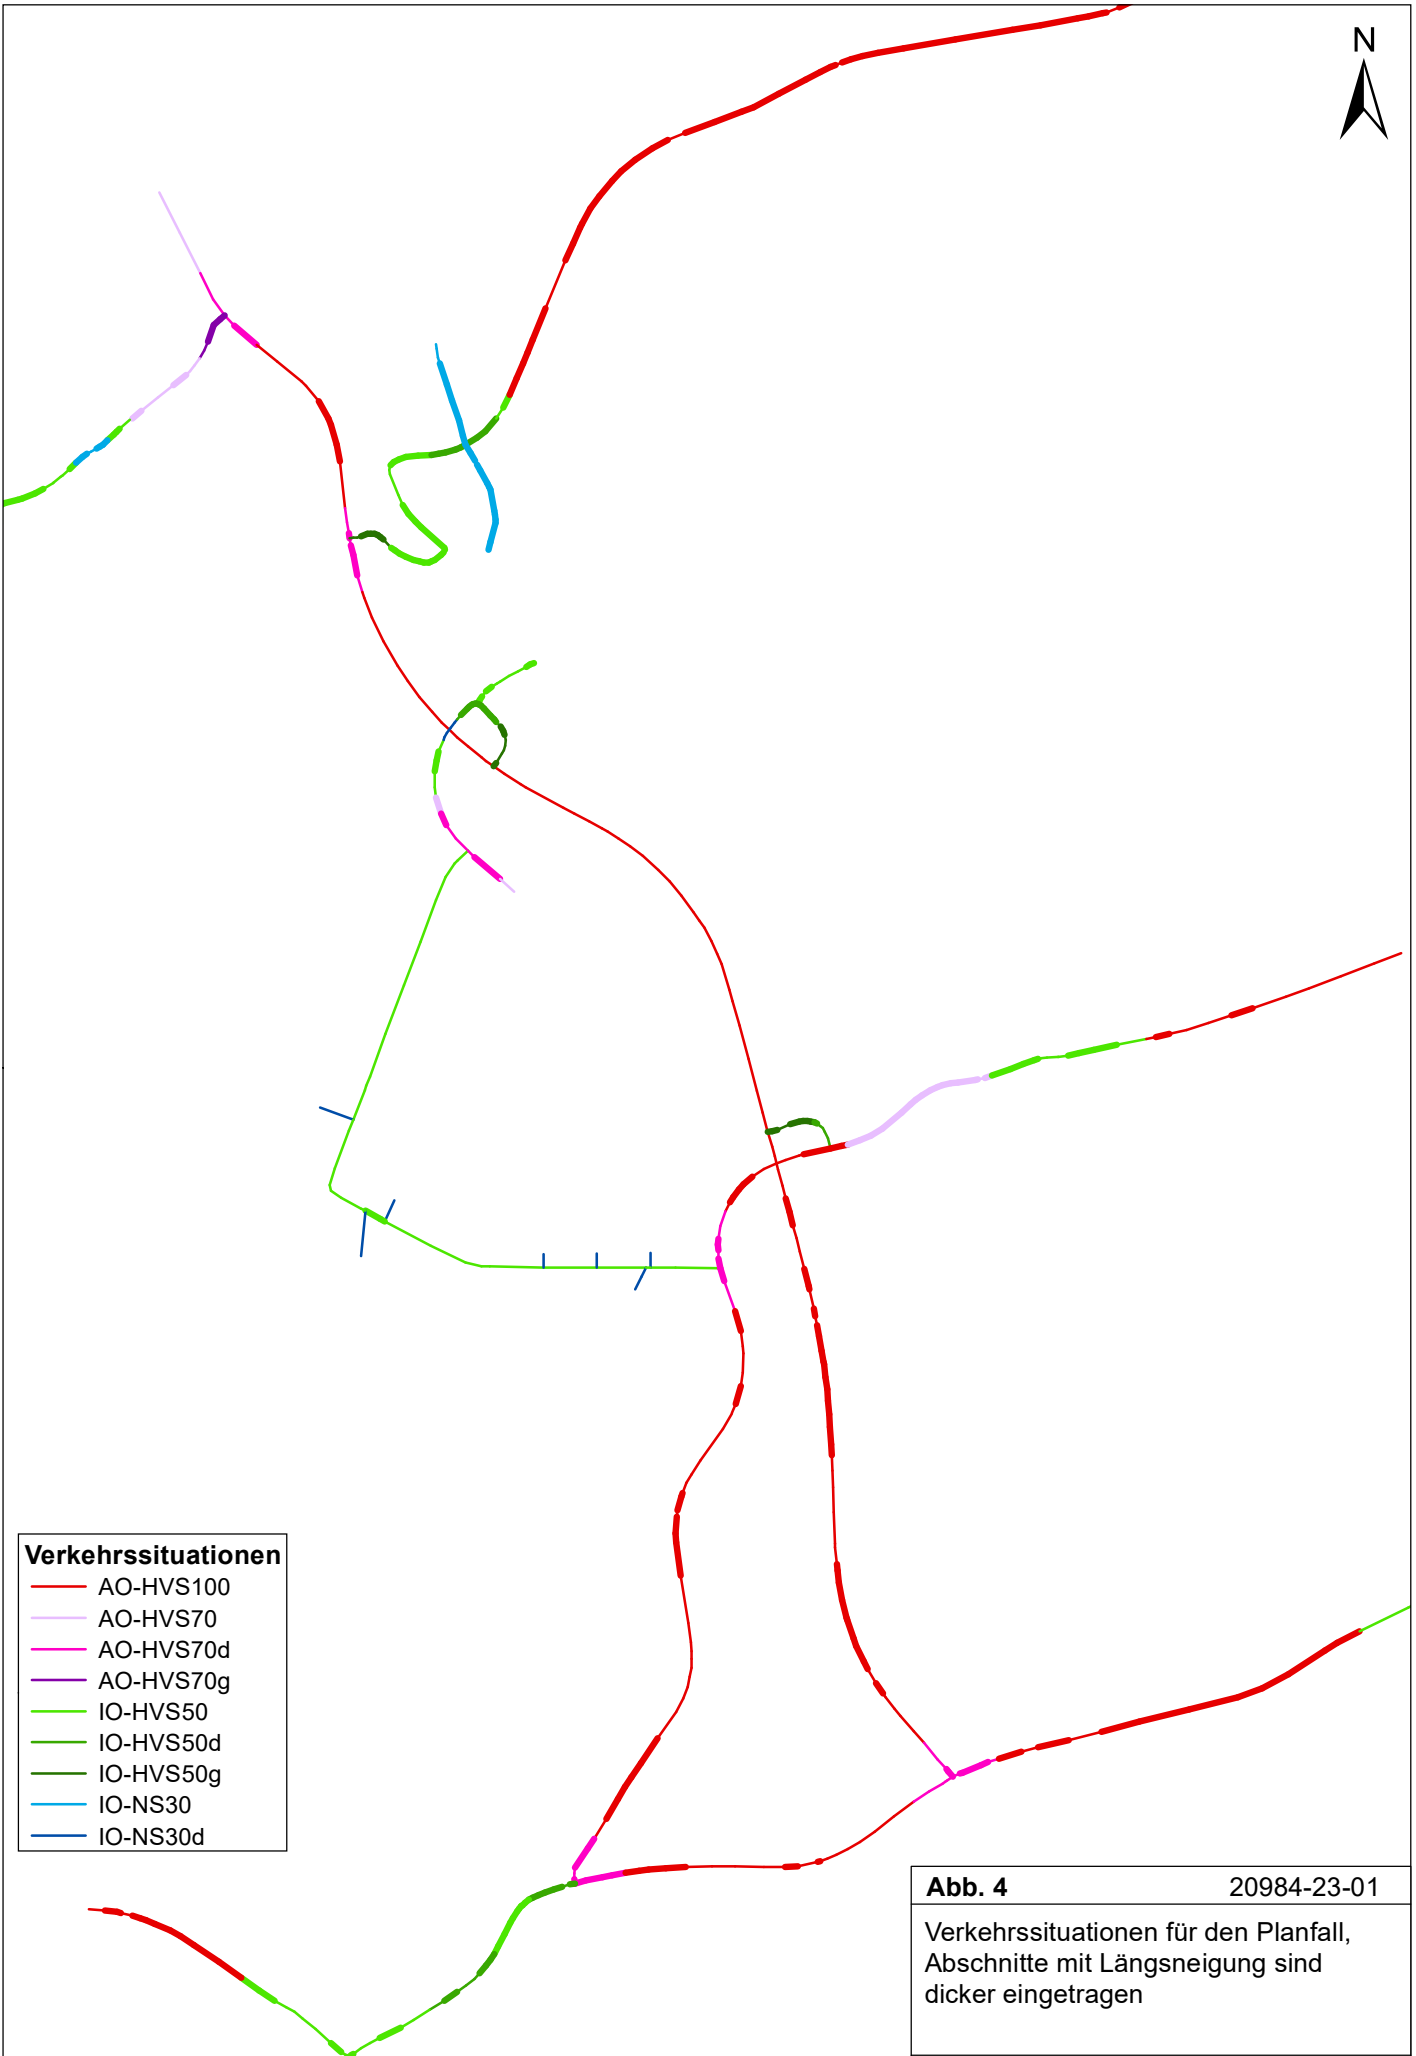 N
Verkehrssituationen
AO-HVS100
AO-HVS70
AO-HVS70d
AO-HVS70g
IO-HVS50
IO-HVS50d
IO-HVS50g
IO-NS30
IO-NS30d
Abb. 4 20984-23-01
Verkehrssituationen für den Planfall,
Abschnitte mit Längsneigung sind
dicker eingetragen